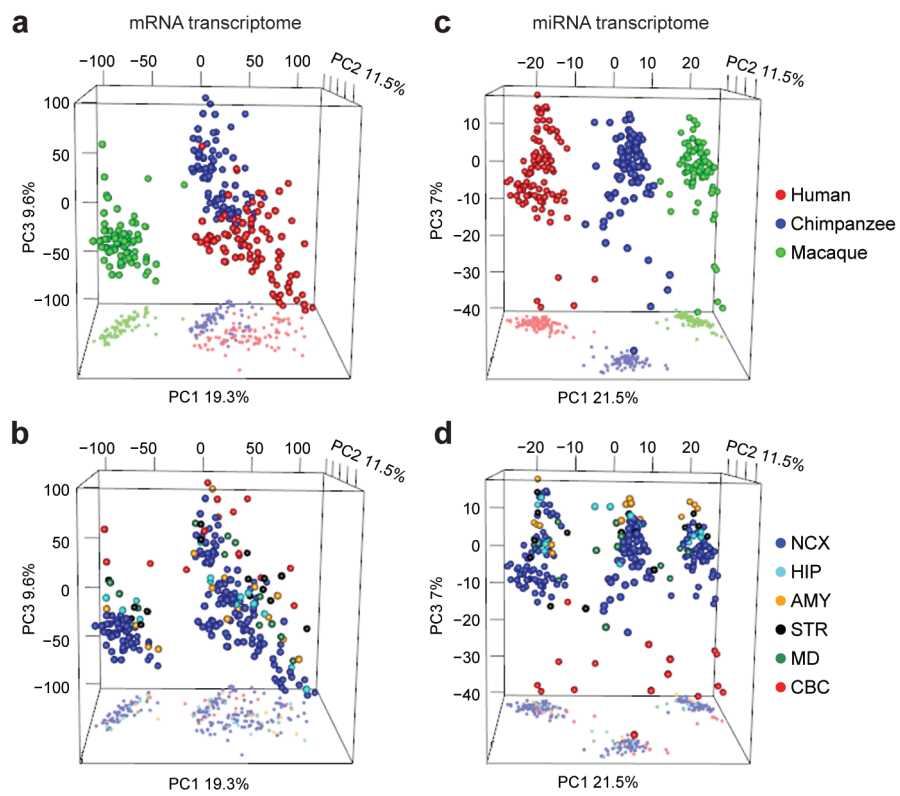 a
mRNA transcriptome
−100 −50 0 50 100
PC2 11.5%
100
50
0
−50
−100
PC3 9.6%
PC1 19.3%
c
miRNA transcriptome
−20 −10 0 10 20
PC2 11.5%
10
0
−10
−20
−30
−40
PC3 7%
PC1 21.5%
Human
Chimpanzee
Macaque
b
−100 −50 0 50 100
PC2 11.5%
100
50
0
−50
−100
PC3 9.6%
PC1 19.3%
d
−20 −10 0 10 20
PC2 11.5%
10
0
−10
−20
−30
−40
PC3 7%
PC1 21.5%
NCX
HIP
AMY
STR
MD
CBC